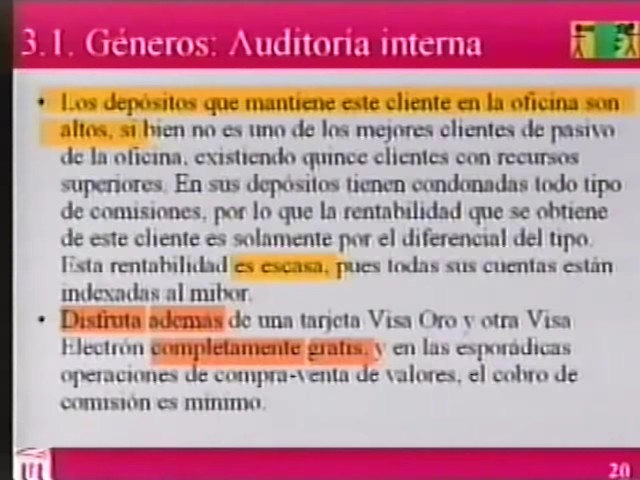 3.1. Géneros: Auditoría interna
• Los depósitos que mantiene este cliente en la oficina son
altos, si bien no es uno de los mejores clientes de pasivo
de la oficina, existiendo quince clientes con recursos
superiores. En sus depósitos tienen condonadas todo tipo
de comisiones, por lo que la rentabilidad que se obtiene
de este cliente es solamente por el diferencial del tipo.
Esta rentabilidad es escasa, pues todas sus cuentas están
indexadas al mibor.
• Disfruta además de una tarjeta Visa Oro y otra Visa
Electrón completamente gratis, y en las esporádicas
operaciones de compra-venta de valores, el cobro de
comisión es mínimo.
20